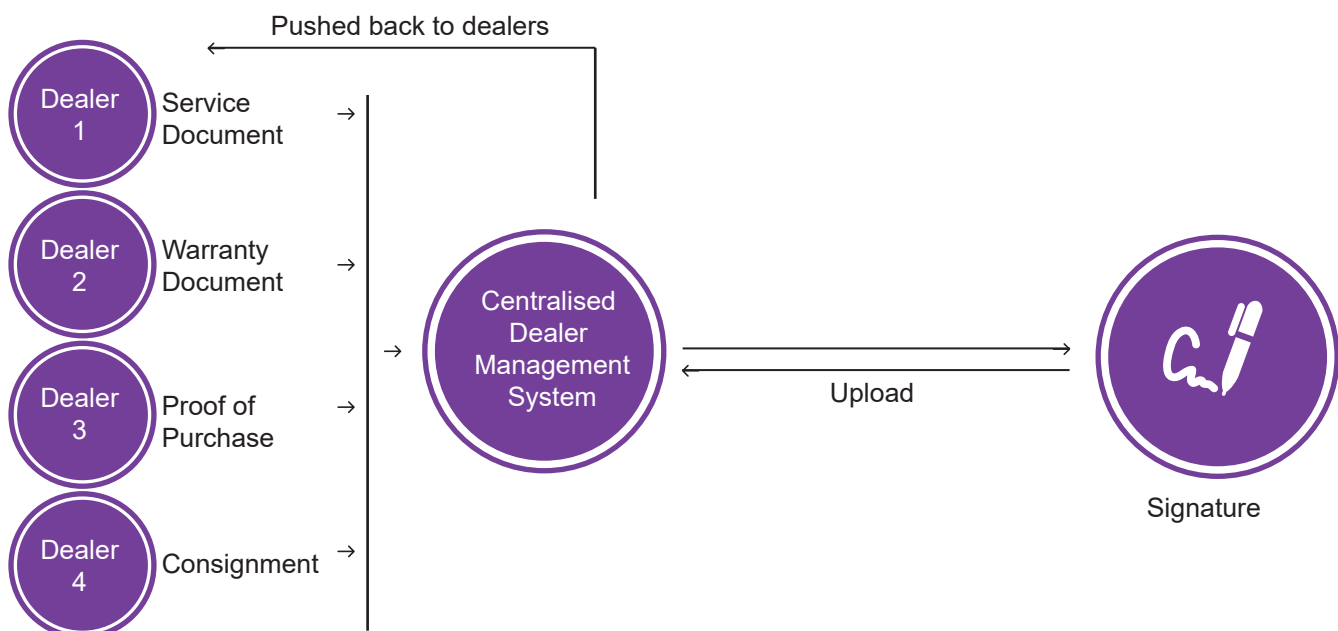 Pushed back to dealers
Dealer
1
Service
Document
Dealer
2
Warranty
Document
Dealer
3
Proof of
Purchase
Dealer
4
Consignment
Centralised
Dealer
Management
System
Upload
Signature